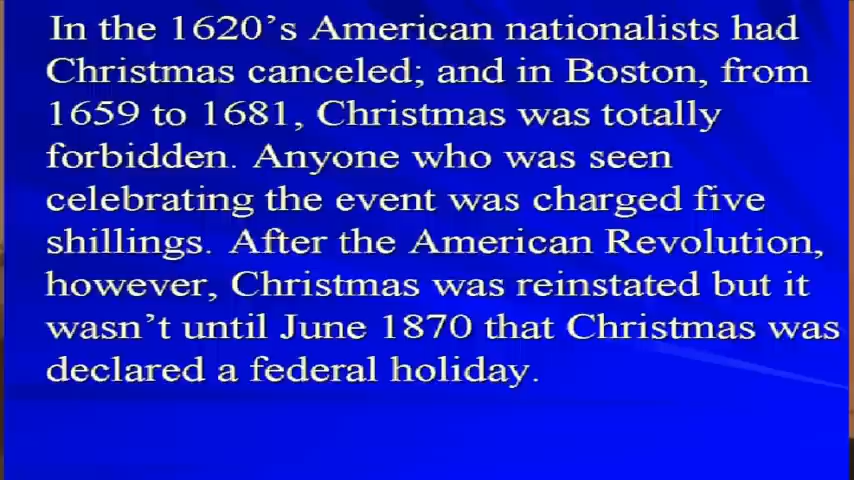 In the 1620's American nationalists had
Christmas canceled; and in Boston, from
1659 to 1681, Christmas was totally
forbidden. Anyone who was seen
celebrating the event was charged five
shillings. After the American Revolution,
however, Christmas was reinstated but it
wasn't until June 1870 that Christmas was
declared a federal holiday.